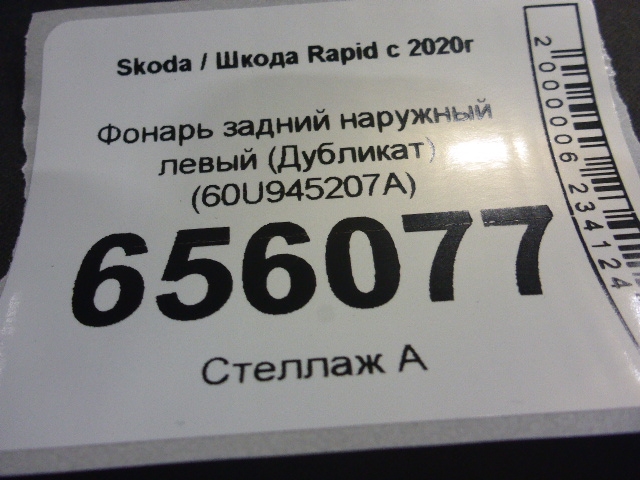 Skoda / Шкода Rapid с 2020г
Фонарь задний наружный
левый (Дубликат)
(60U945207A)
656077
Стеллаж А
2000006234124